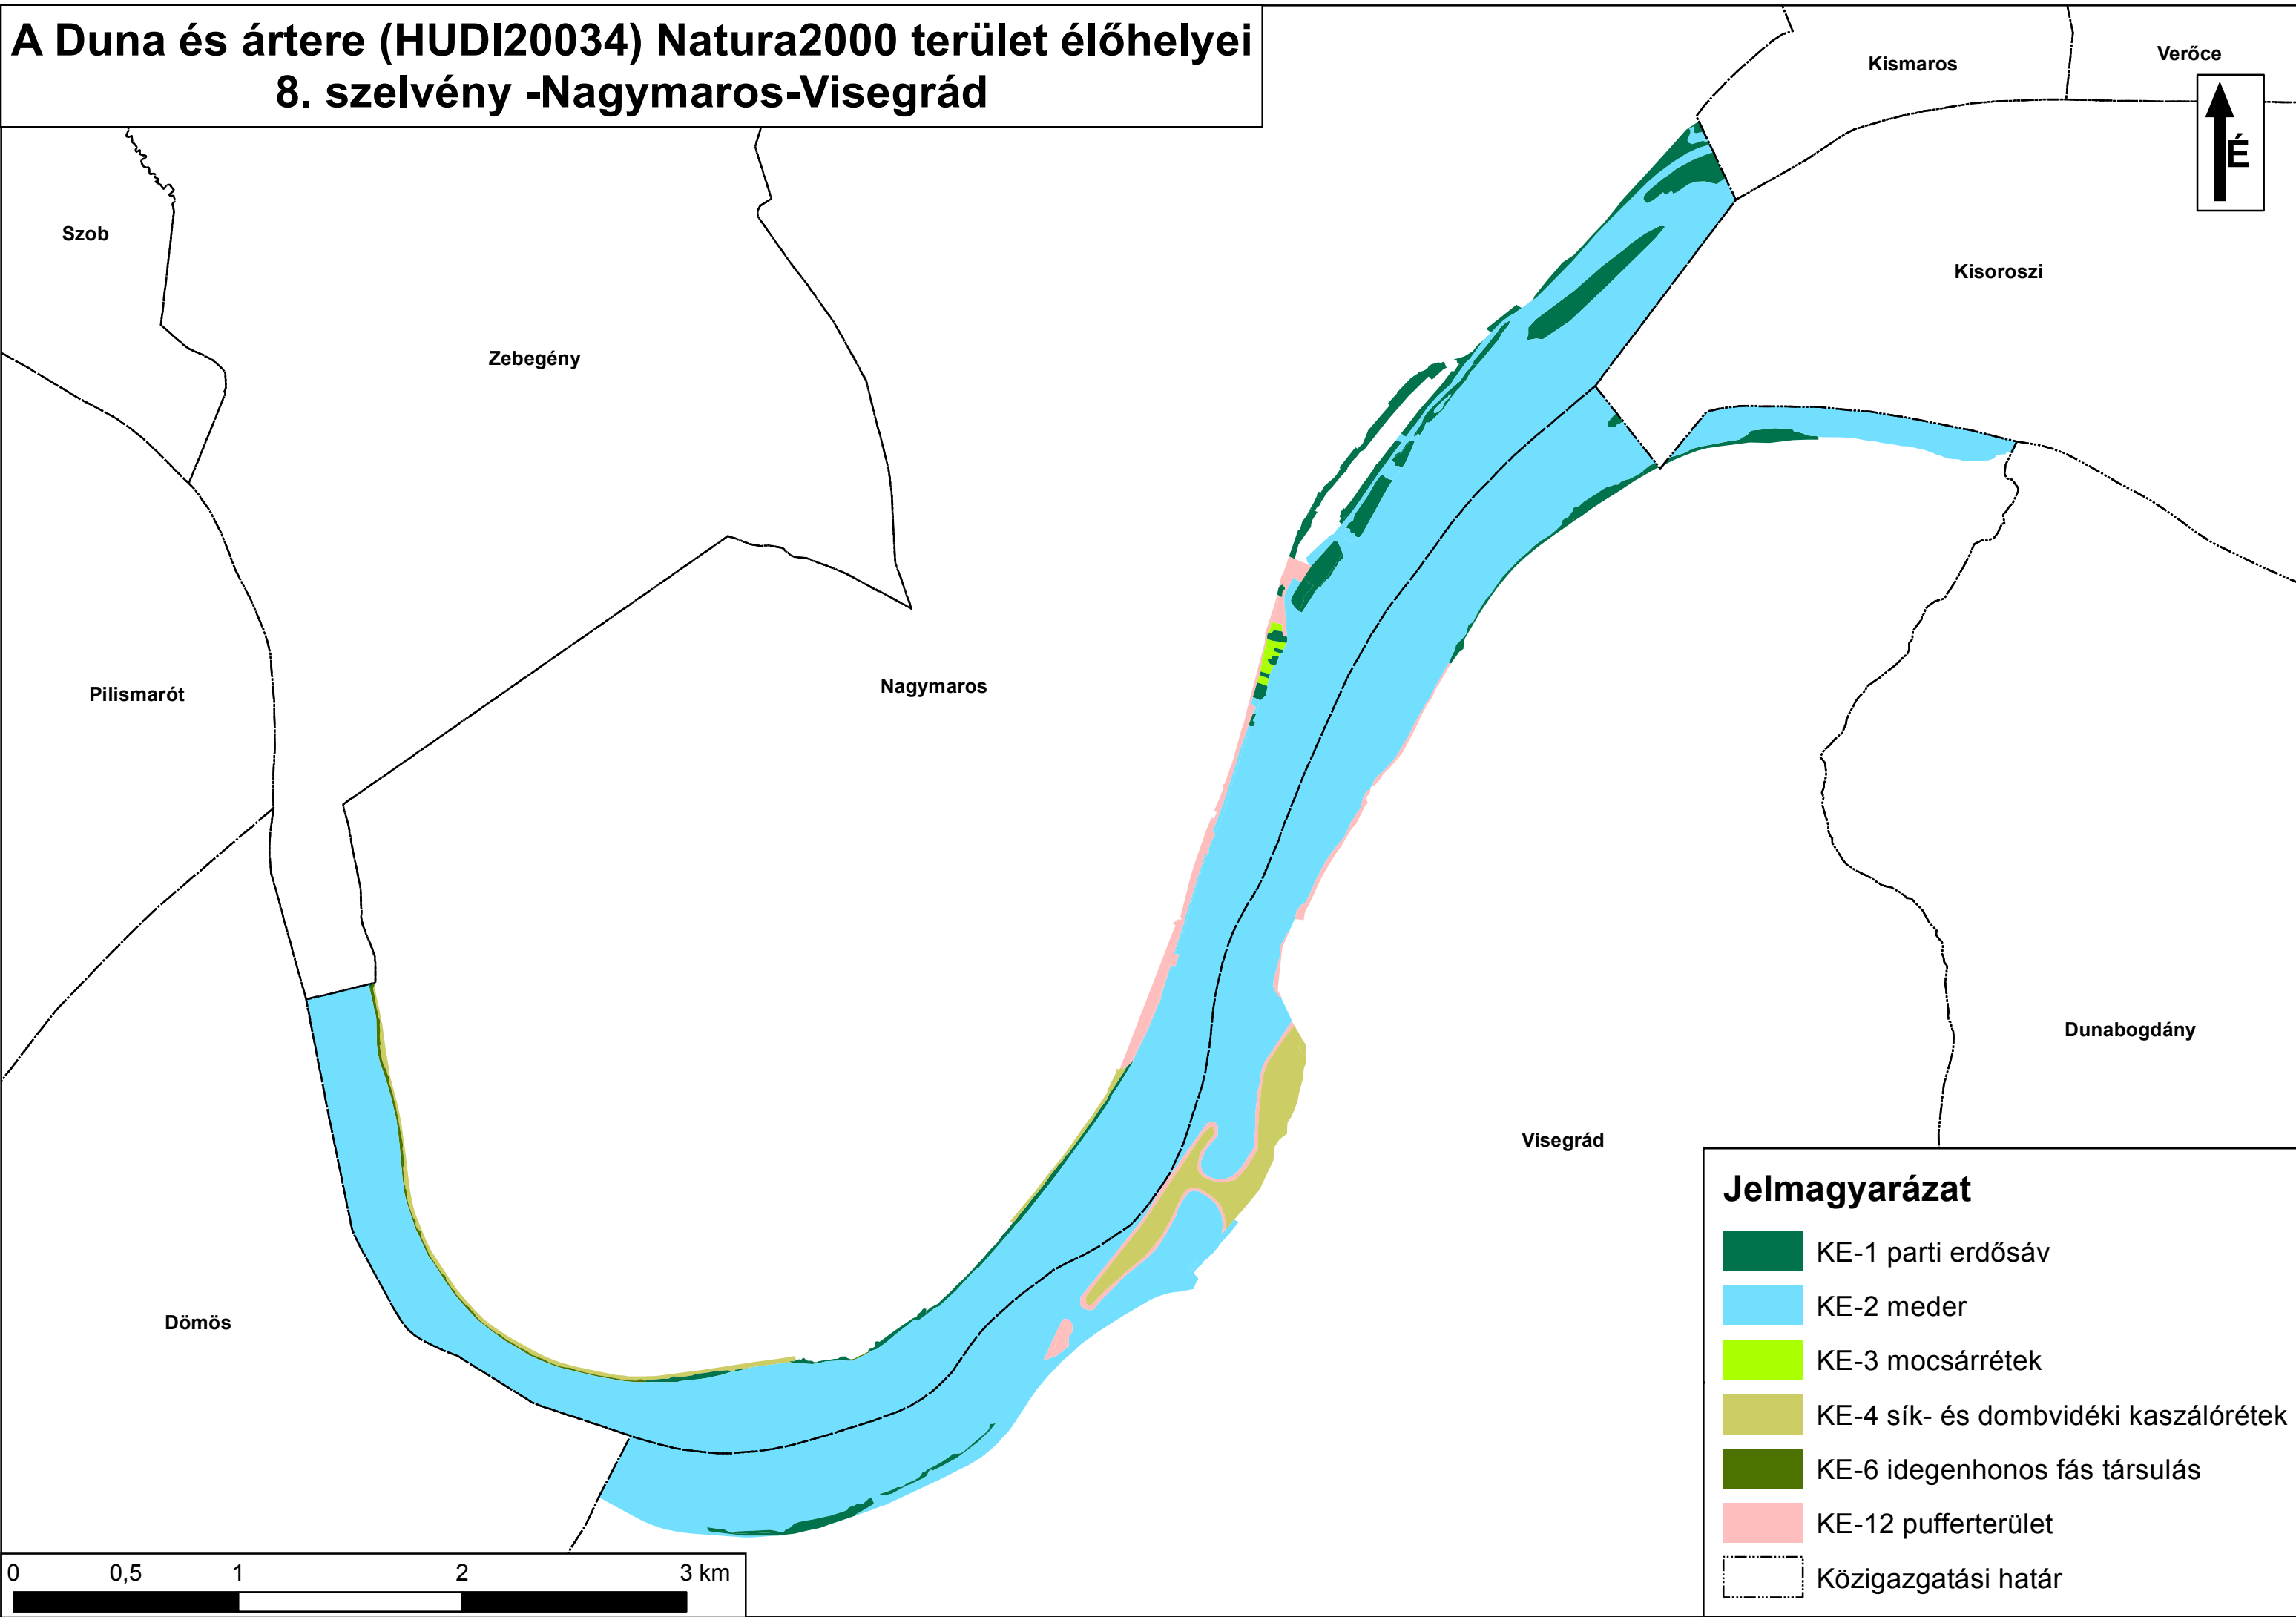 A Duna és ártere (HUDI20034) Natura2000 terület élőhelyei
8. szelvény -Nagymaros-Visegrád
Kismaros
Verőce
É
Szob
Kisoroszi
Zebegény
Pilismarót
Nagymaros
Dunabogdány
Visegrád
Dömös
Jelmagyarázat
KE-1 parti erdősáv
KE-2 meder
KE-3 mocsárrétek
KE-4 sík- és dombvidéki kaszálórétek
KE-6 idegenhonos fás társulás
KE-12 pufferterület
Közigazgatási határ
0 0,5 1 2 3 km